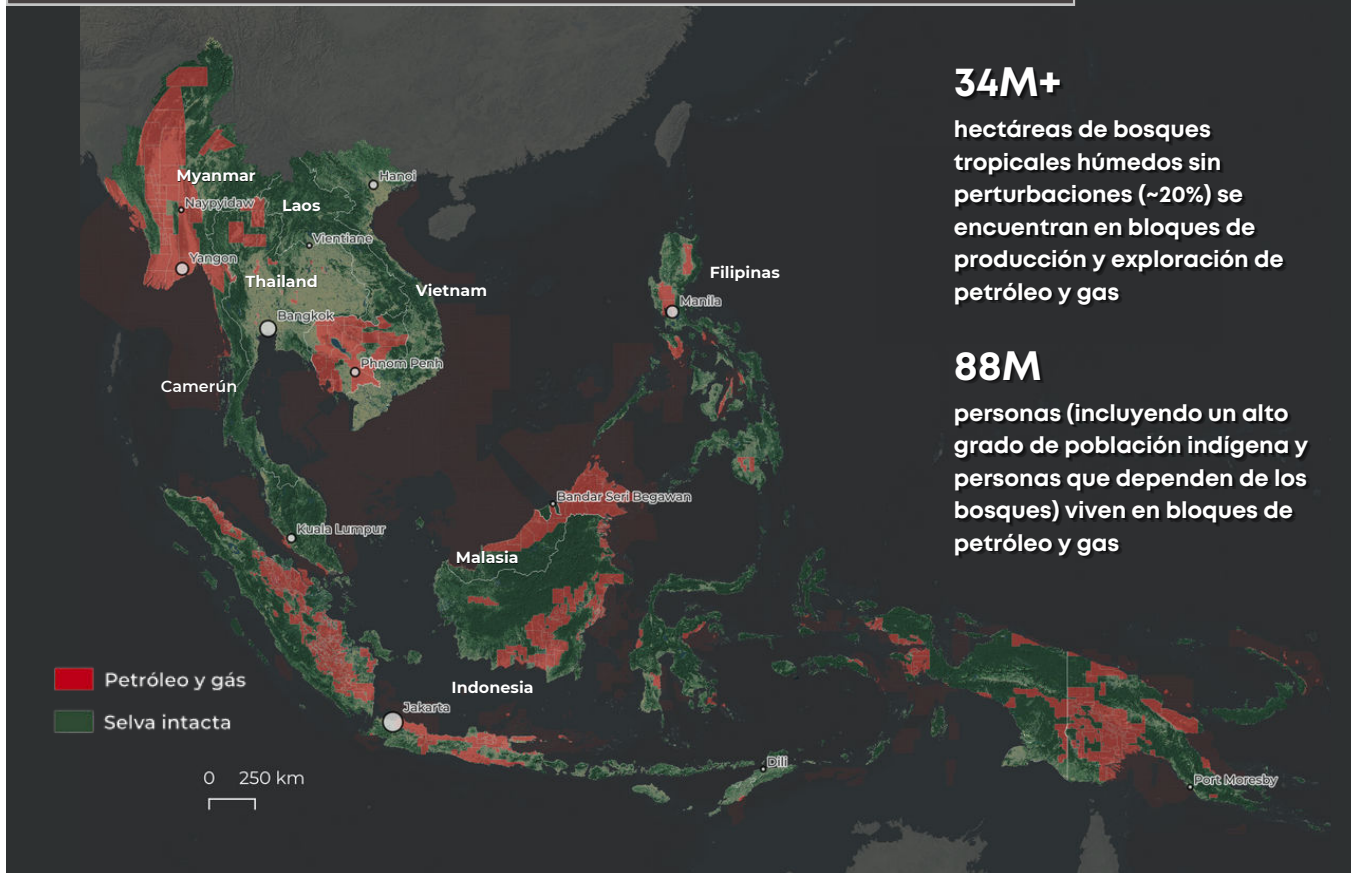 34M+
hectáreas de bosques
tropicales húmedos sin
perturbaciones (~20%) se
encuentran en bloques de
producción y exploración de
petróleo y gas
88M
personas (incluyendo un alto
grado de población indígena y
personas que dependen de los
bosques) viven en bloques de
petróleo y gas
Myanmar
Hanoi
Naypyidaw
Laos
Vientiane
Yangon
Thailand
Filipinas
Vietnam
Manila
Bangkok
Phnom Penh
Camerún
Bandar Seri Begawan
Kuala Lumpur
Malasia
Indonesia
Jakarta
Dili
Port Moresby
Petróleo y gás
Selva intacta
0 250 km